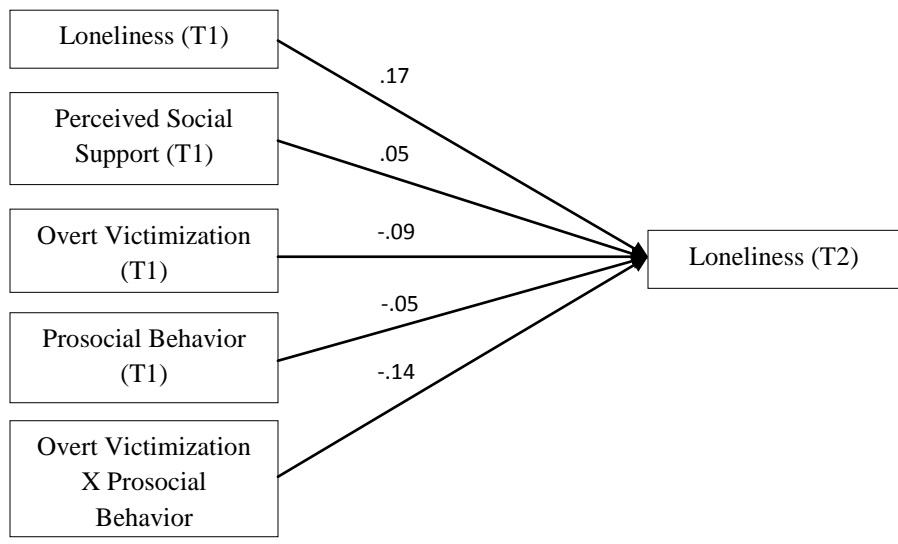 Loneliness (T1)
.17
Perceived Social
Support (T1)
.05
Overt Victimization
(T1)
-.09
Loneliness (T2)
Prosocial Behavior
(T1)
-.05
Overt Victimization
X Prosocial
Behavior
-.14